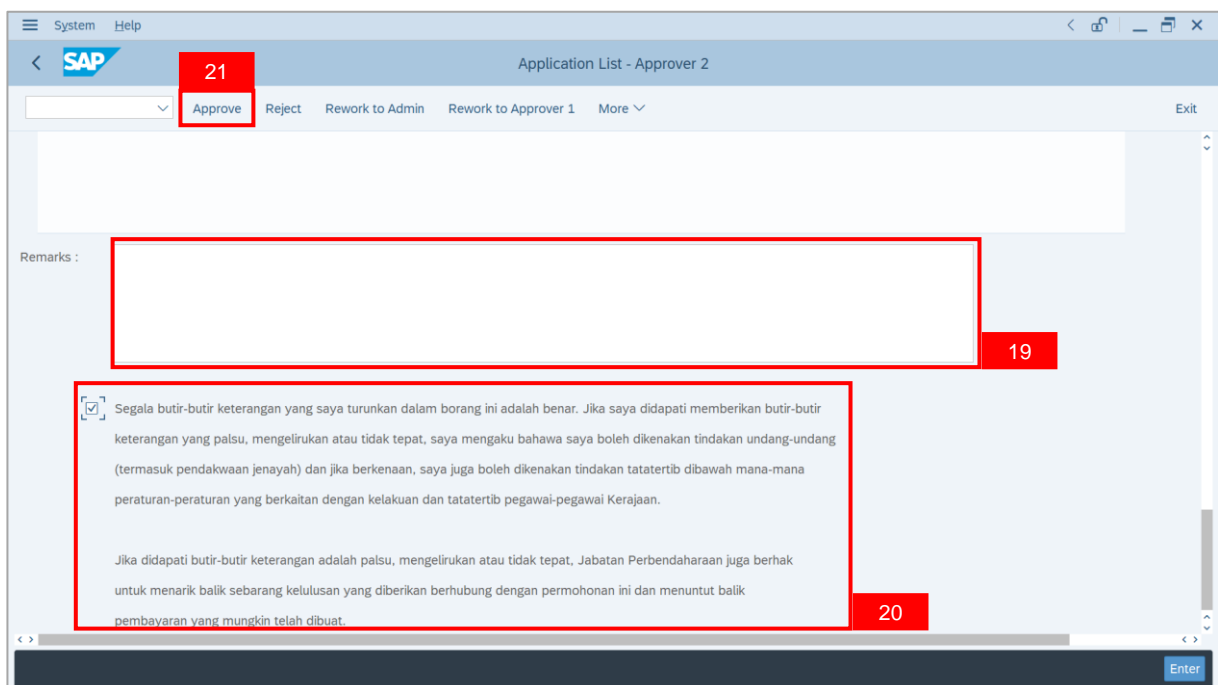 System Help
SAP
21
Application List - Approver 2
Approve Reject Rework to Admin Rework to Approver 1 More Exit
Remarks :
19
Segala butir-butir keterangan yang saya turunkan dalam borang ini adalah benar. Jika saya didapati memberikan butir-butir
keterangan yang palsu, mengelirukan atau tidak tepat, saya mengaku bahawa saya boleh dikenakan tindakan undang-undang
(termasuk pendakwaan jenayah) dan jika berkenaan, saya juga boleh dikenakan tindakan tatatertib dibawah mana-mana
peraturan-peraturan yang berkaitan dengan kelakuan dan tatatertib pegawai-pegawai Kerajaan.
Jika didapati butir-butir keterangan adalah palsu, mengelirukan atau tidak tepat, Jabatan Perbendaharaan juga berhak
untuk menarik balik sebarang kelulusan yang diberikan berhubung dengan permohonan ini dan menuntut balik
pembayaran yang mungkin telah dibuat.
20
Enter